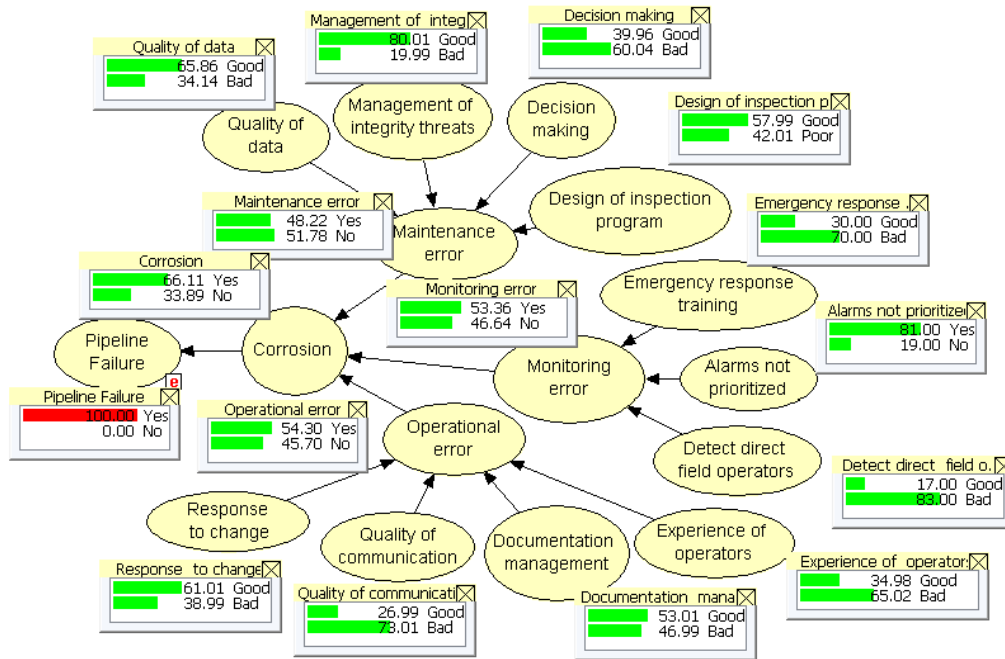 Management of  integ
80.01 Good
19.99 Bad
Decision making
39.96 Good
60.04 Bad
Quality of data
65.86 Good
34.14 Bad
Quality of
data
Management of
integrity threats
Decision
making
Design of inspection p
57.99 Good
42.01 Poor
Design of inspection
program
Maintenance error
48.22 Yes
51.78 No
Maintenance
error
Emergency response .
30.00 Good
70.00 Bad
Corrosion
66.11 Yes
33.89 No
Monitoring error
53.36 Yes
46.64 No
Emergency response
training
Alarms not prioritized
81.00 Yes
19.00 No
Pipeline
Failure
Corrosion
Monitoring
error
Alarms not
prioritized
e
Pipeline Failure
100.00 Yes
0.00 No
Operational error
54.30 Yes
45.70 No
Operational
error
Detect direct
field operators
Detect direct  field o..
17.00 Good
83.00 Bad
Response
to change
Quality of
communication
Documentation
management
Experience of
operators
Response  to change
61.01 Good
38.99 Bad
Quality of communicati
26.99 Good
73.01 Bad
Documentation  mana
53.01 Good
46.99 Bad
Experience of  operators
34.98 Good
65.02 Bad